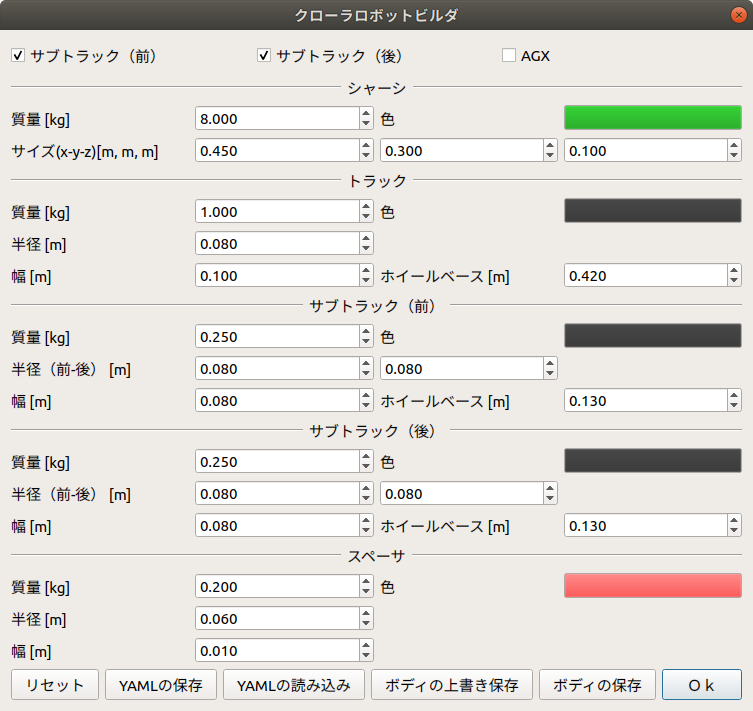 クローラロボットビルダ
サブトラック（前） サブトラック（後） AGX
シャーシ
質量 [kg] 8.000 色
サイズ(x-y-z)[m, m, m] 0.450 0.300 0.100
トラック
質量 [kg] 1.000 色
半径 [m] 0.080
幅 [m] 0.100 ホイールベース [m] 0.420
サブトラック（前）
質量 [kg] 0.250 色
半径（前-後） [m] 0.080 0.080
幅 [m] 0.080 ホイールベース [m] 0.130
サブトラック（後）
質量 [kg] 0.250 色
半径（前-後） [m] 0.080 0.080
幅 [m] 0.080 ホイールベース [m] 0.130
スペーサ
質量 [kg] 0.200 色
半径 [m] 0.060
幅 [m] 0.010
リセット YAMLの保存 YAMLの読み込み ボディの上書き保存 ボディの保存 Ｏｋ